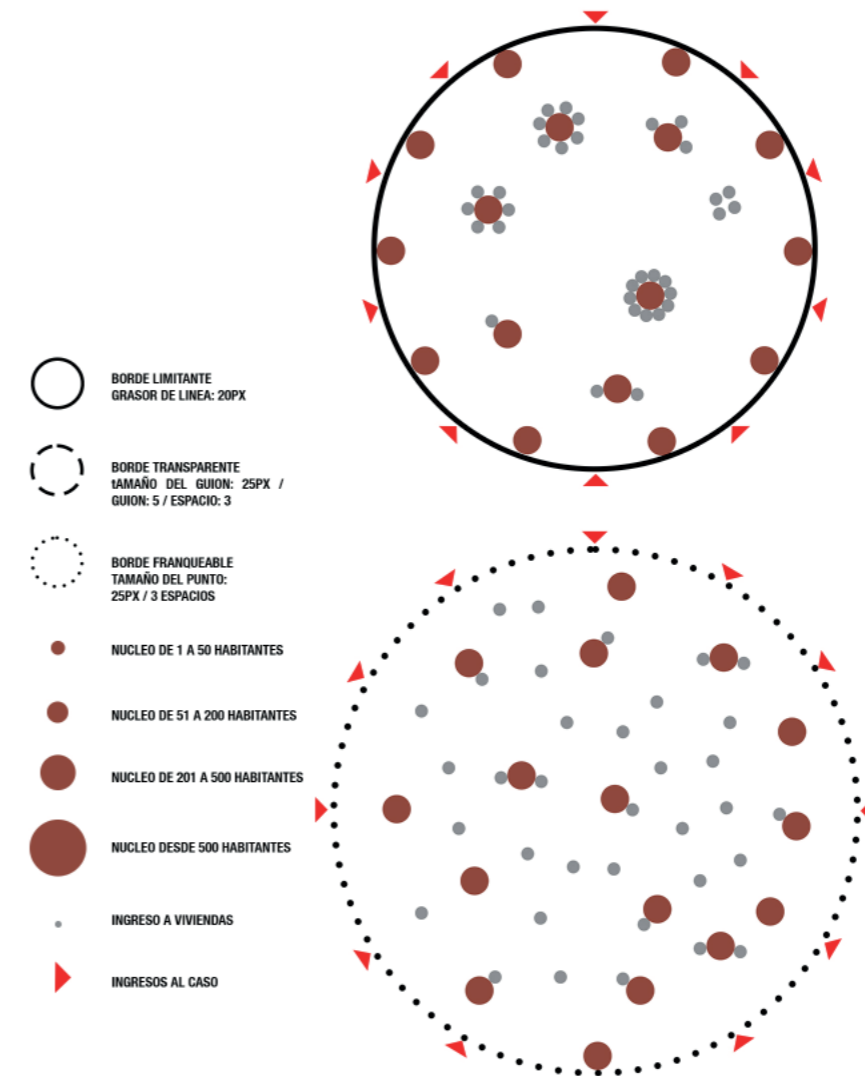 BORDE LIMITANTE
GRASOR DE LINEA: 20PX
BORDE TRANSPARENTE
tAMAÑO DEL GUION: 25PX /
GUION: 5 / ESPACIO: 3
BORDE FRANQUEABLE
TAMAÑO DEL PUNTO:
25PX / 3 ESPACIOS
NUCLEO DE 1 A 50 HABITANTES
NUCLEO DE 51 A 200 HABITANTES
NUCLEO DE 201 A 500 HABITANTES
NUCLEO DESDE 500 HABITANTES
INGRESO A VIVIENDAS
INGRESOS AL CASO